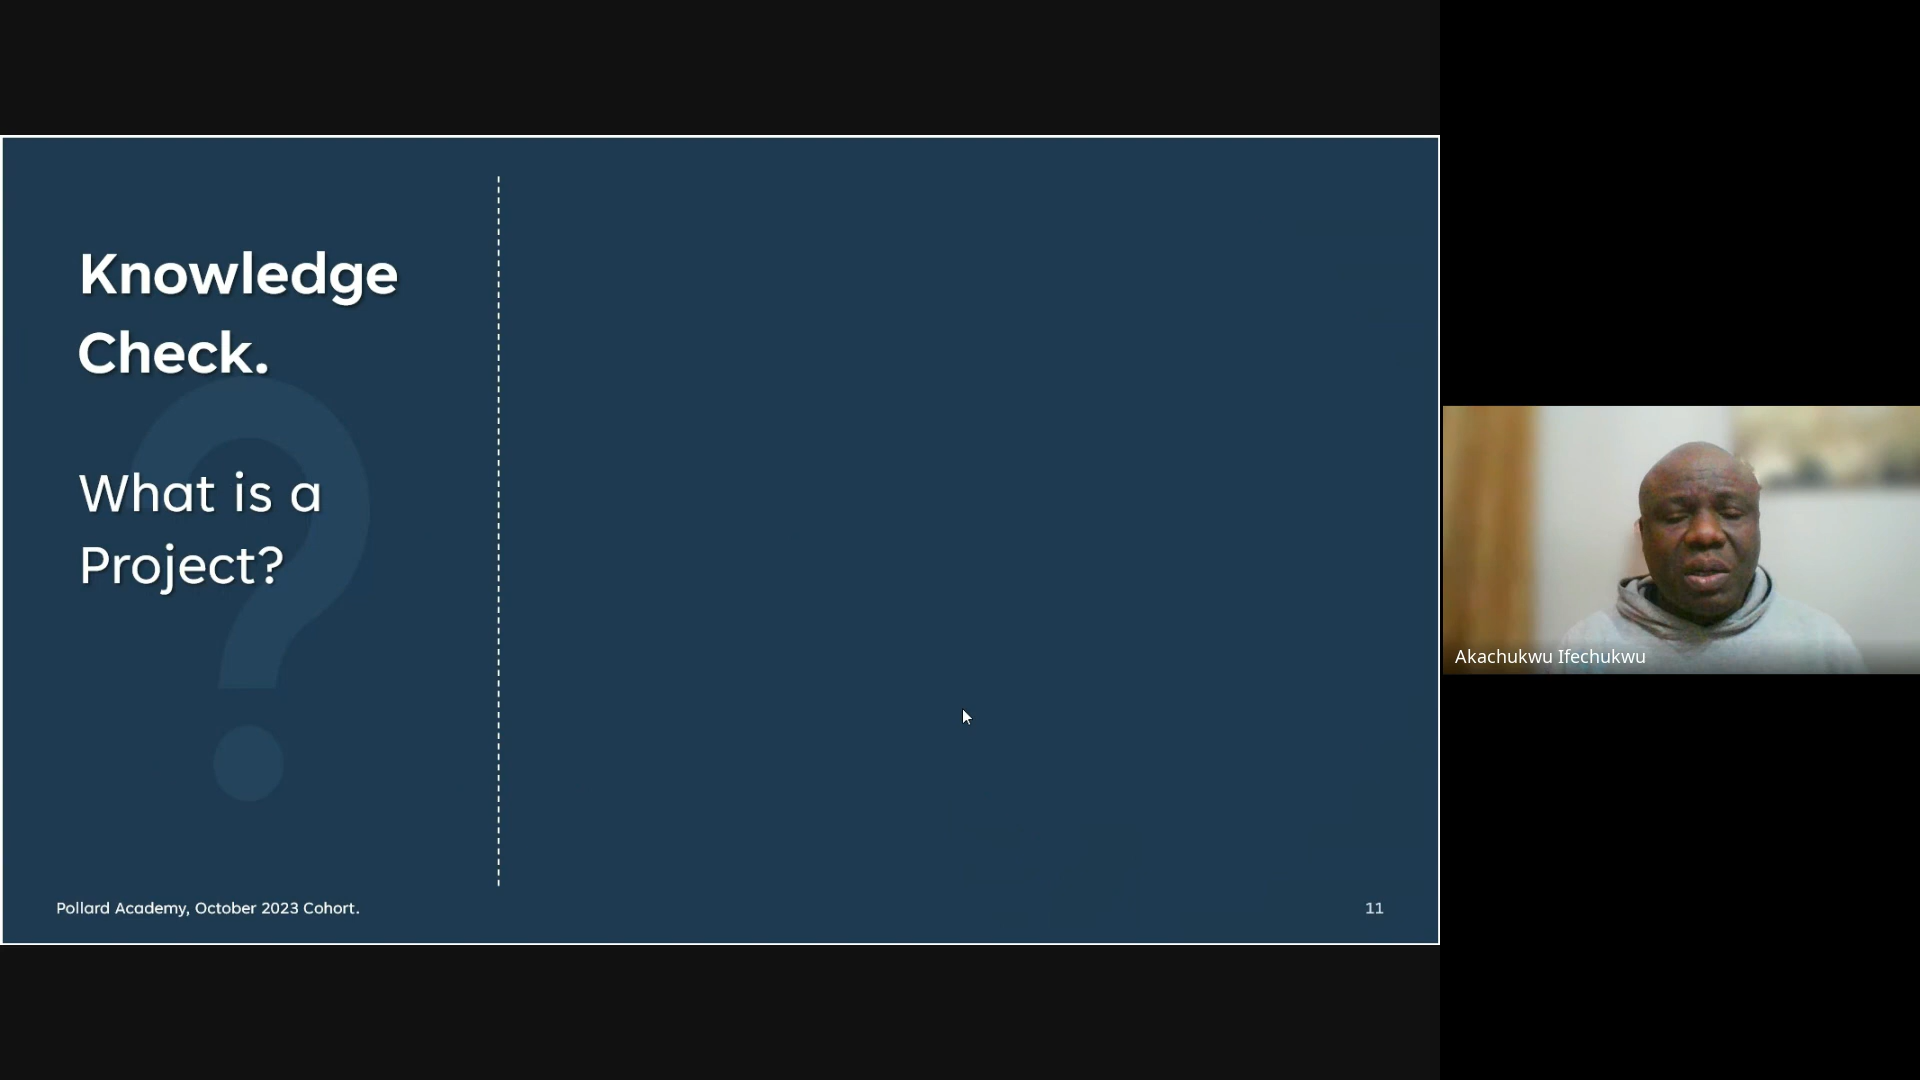 Knowledge
Check.
What is a
Project?
Pollard Academy, October 2023 Cohort.
11
Akachukwu Ifechukwu